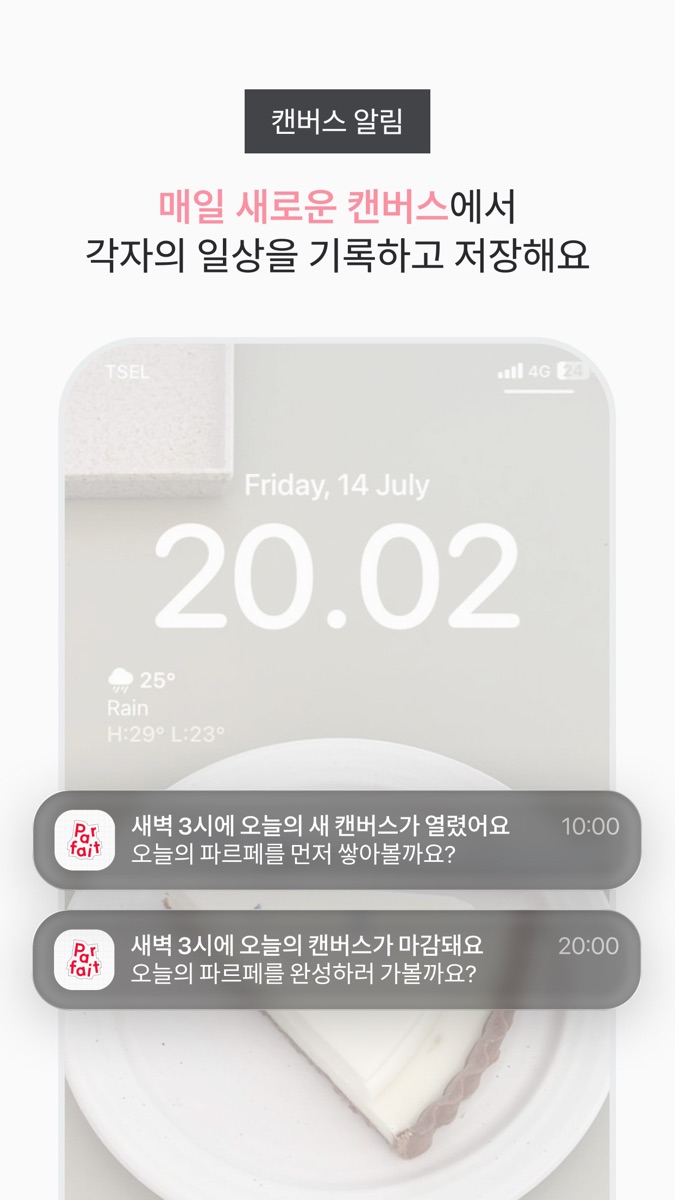 캔버스 알림
매일 새로운 캔버스에서
각자의 일상을 기록하고 저장해요
TSEL
4G 24
Friday, 14 July
20.02
25°
Rain
H:29° L:23°
Par
fait
새벽 3시에 오늘의 새 캔버스가 열렸어요 10:00
오늘의 파르페를 먼저 쌓아볼까요?
Par
fait
새벽 3시에 오늘의 캔버스가 마감돼요 20:00
오늘의 파르페를 완성하러 가볼까요?